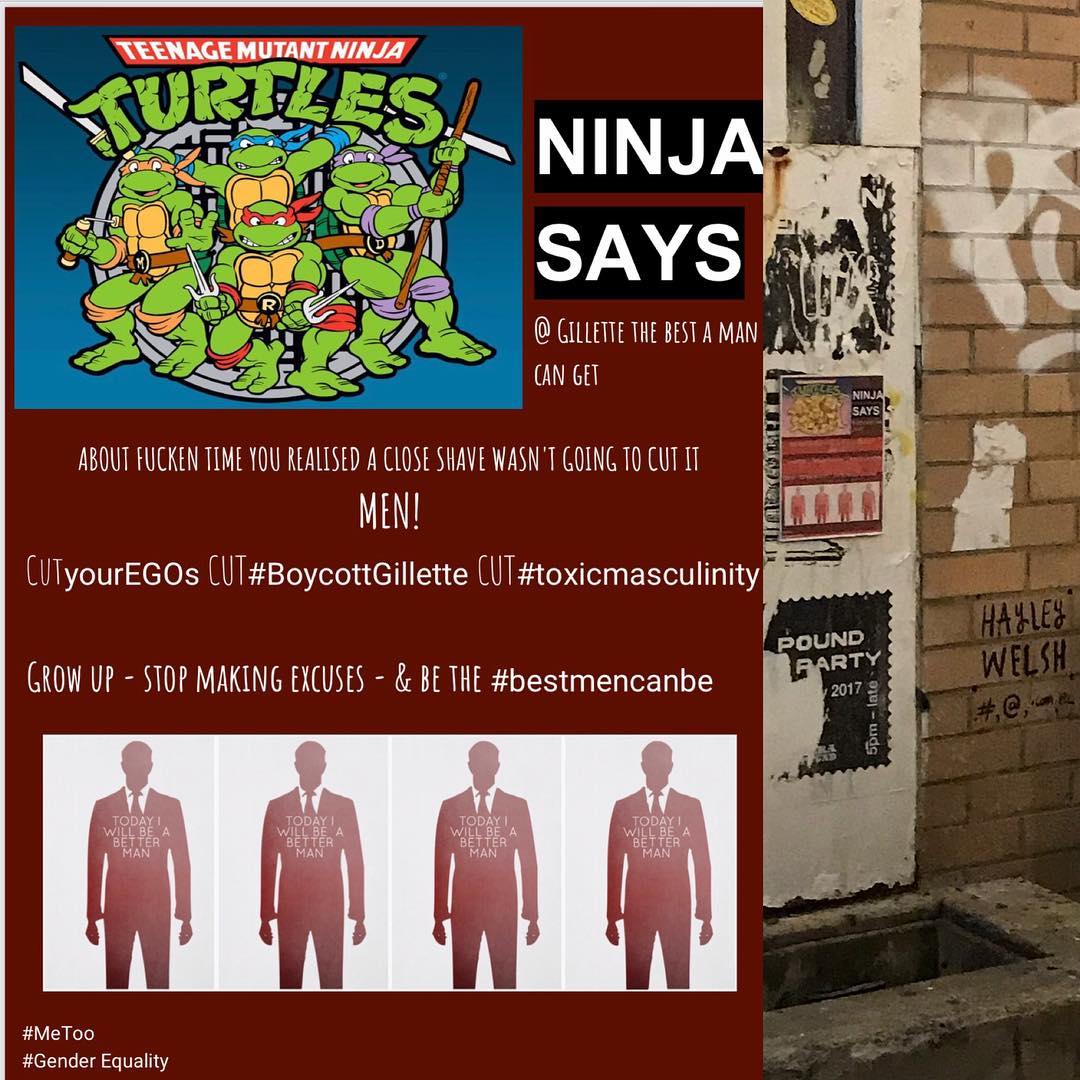 TEENAGE MUTANT NINJA
TURTLES
M
D
R
NINJA
SAYS
@ GILLETTE THE BEST A MAN
CAN GET
ABOUT FUCKEN TIME YOU REALISED A CLOSE SHAVE WASN'T GOING TO CUT IT
MEN!
CUTyourEGOs CUT#BoycottGillette CUT#toxicmasculinity
GROW UP - STOP MAKING EXCUSES - & BE THE #bestmencanbe
TODAY I
WILL BE A
BETTER
MAN
TODAY I
WILL BE A
BETTER
MAN
TODAY I
WILL BE A
BETTER
MAN
TODAY I
WILL BE A
BETTER
MAN
#MeToo
#Gender Equality
TURTLES
NINJA
SAYS
POUND
PARTY
2017
5pm – late
HAYLEY
WELSH
#,@,